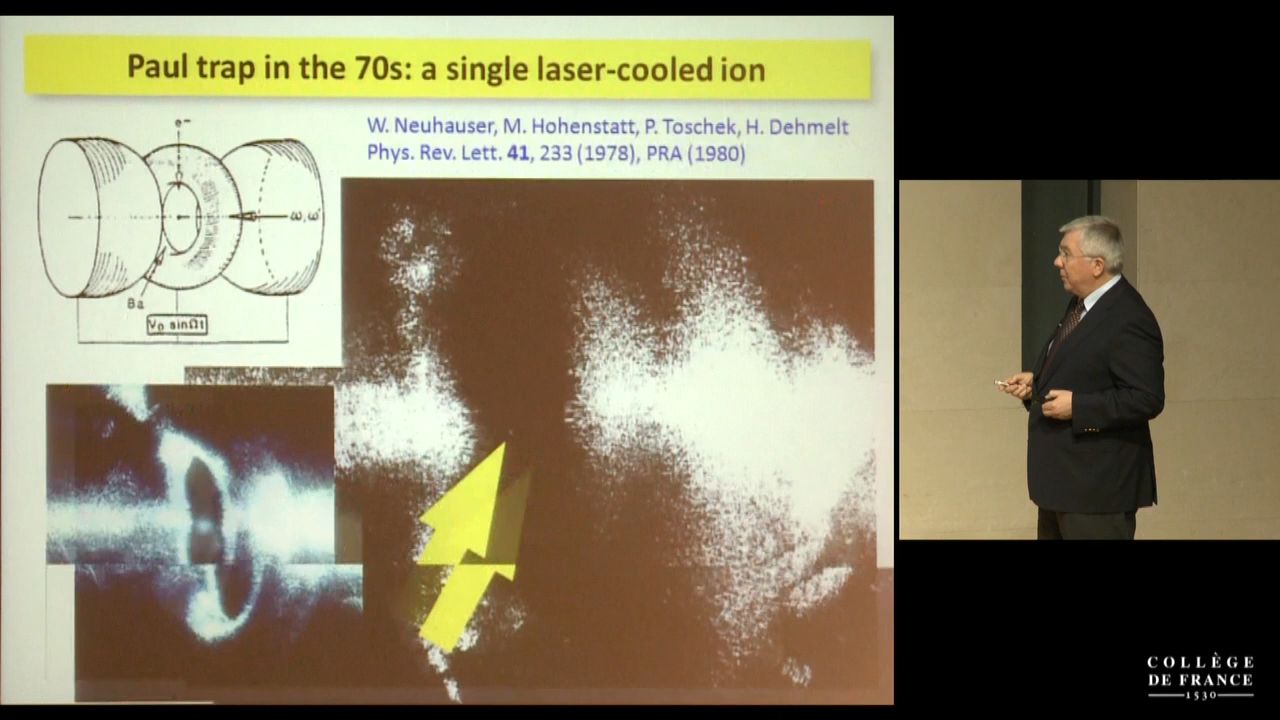 Paul trap in the 70s: a single laser-cooled ion
W. Neuhauser, M. Hohenstatt, P. Toschek, H. Dehmelt
Phys. Rev. Lett. 41, 233 (1978), PRA (1980)
e⁻
ω, ω'
Ba
V₀ sinΩt
COLLÈGE
DE FRANCE
1530